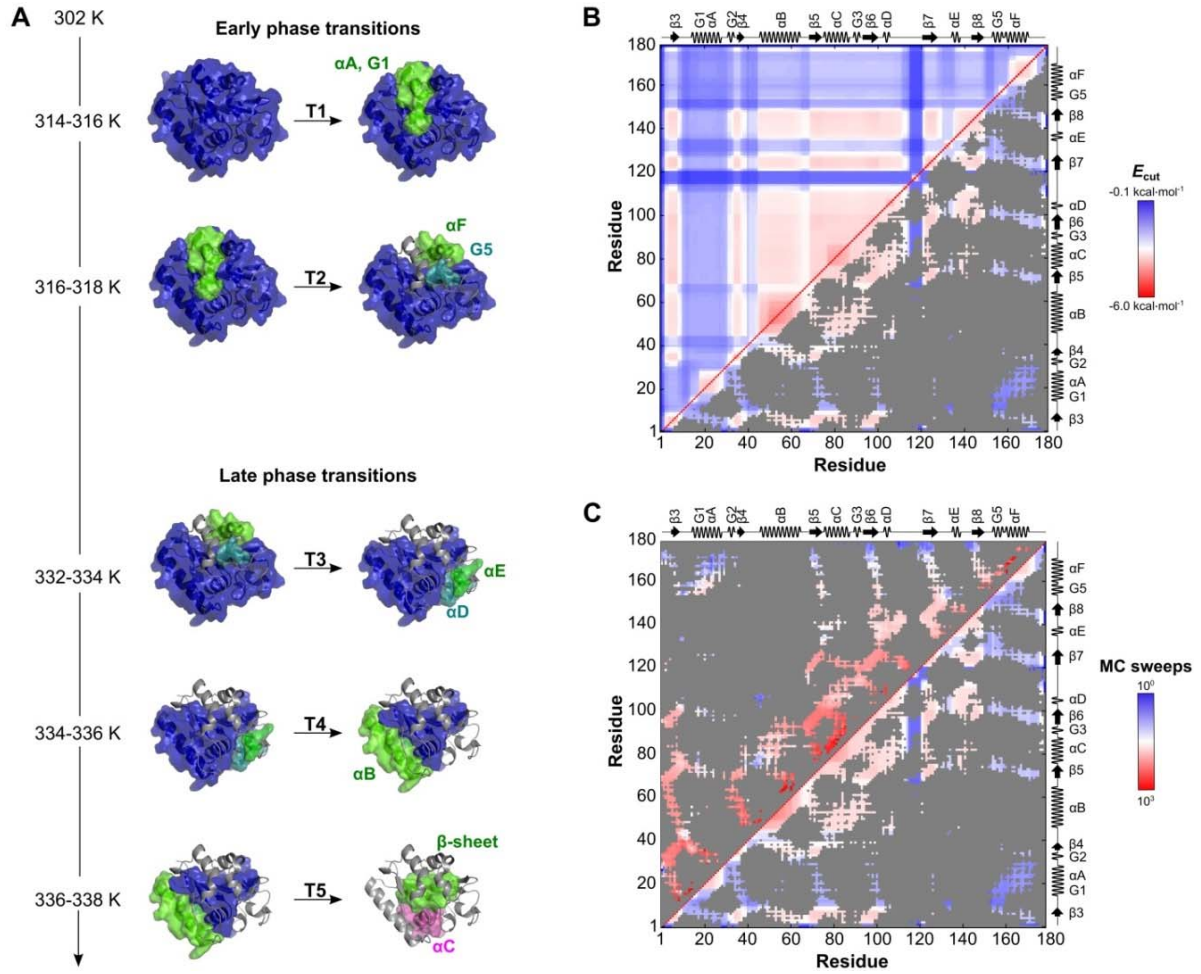 A
302 K
Early phase transitions
αA, G1
314-316 K
T1
αF
G5
316-318 K
T2
Late phase transitions
332-334 K
T3
αE
αD
334-336 K
T4
αB
β-sheet
336-338 K
T5
αC
B
β3 G1 αA G2 β4 αB β5 αC G3 β6 αD β7 αE β8 G5 αF
180
160
140
120
100
80
60
40
20
1
Residue
1 20 40 60 80 100 120 140 160 180
Residue
αF
G5
β8
αE
β7
αD
β6
G3
αC
β5
αB
β4
G2
αA
G1
β3
Ecut
-0.1 kcal·mol-1
-6.0 kcal·mol-1
C
β3 G1 αA G2 β4 αB β5 αC G3 β6 αD β7 αE β8 G5 αF
180
160
140
120
100
80
60
40
20
1
Residue
1 20 40 60 80 100 120 140 160 180
Residue
αF
G5
β8
αE
β7
αD
β6
G3
αC
β5
αB
β4
G2
αA
G1
β3
MC sweeps
10⁰
10³